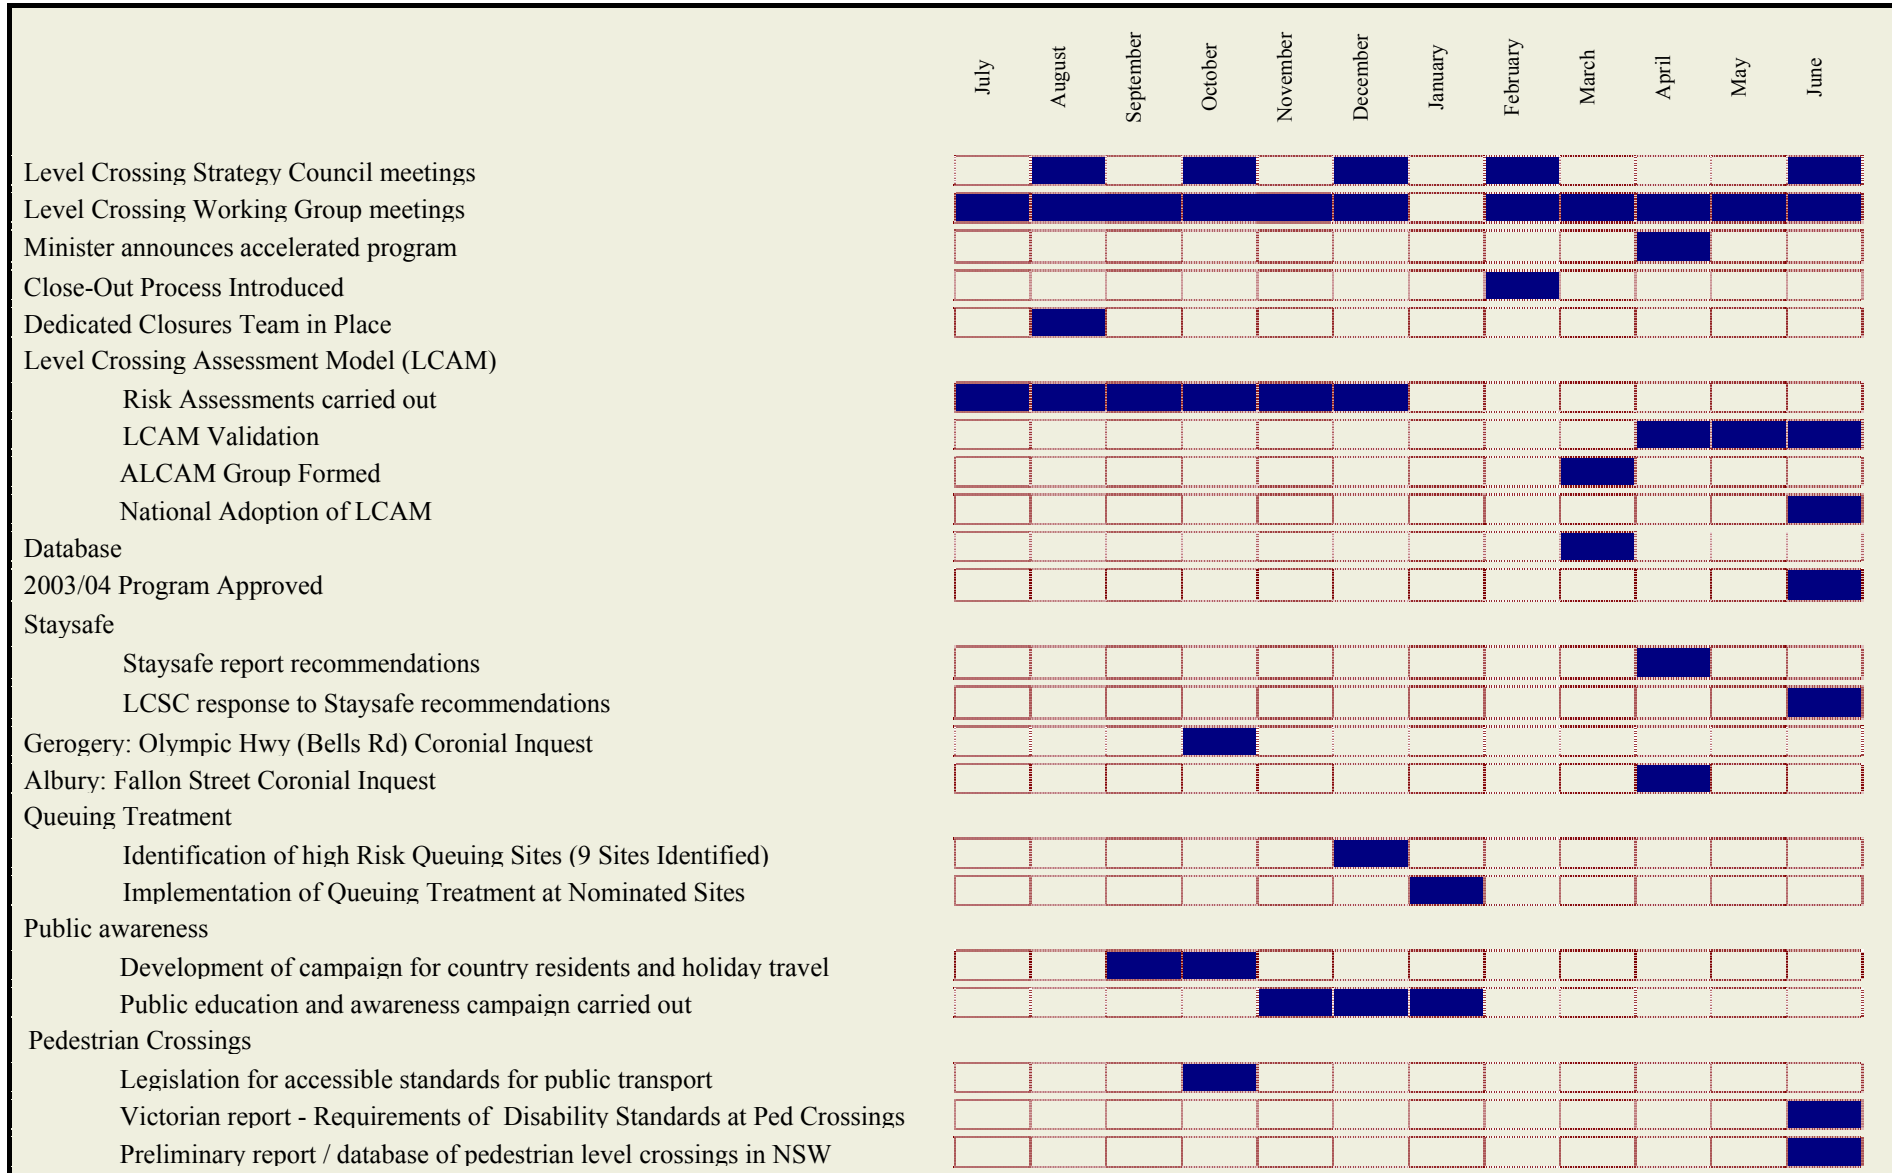 July August September October November December January February March April May June
Level Crossing Strategy Council meetings
Level Crossing Working Group meetings
Minister announces accelerated program
Close-Out Process Introduced
Dedicated Closures Team in Place
Level Crossing Assessment Model (LCAM)
Risk Assessments carried out
LCAM Validation
ALCAM Group Formed
National Adoption of LCAM
Database
2003/04 Program Approved
Staysafe
Staysafe report recommendations
LCSC response to Staysafe recommendations
Gerogery: Olympic Hwy (Bells Rd) Coronial Inquest
Albury: Fallon Street Coronial Inquest
Queuing Treatment
Identification of high Risk Queuing Sites (9 Sites Identified)
Implementation of Queuing Treatment at Nominated Sites
Public awareness
Development of campaign for country residents and holiday travel
Public education and awareness campaign carried out
Pedestrian Crossings
Legislation for accessible standards for public transport
Victorian report - Requirements of Disability Standards at Ped Crossings
Preliminary report / database of pedestrian level crossings in NSW